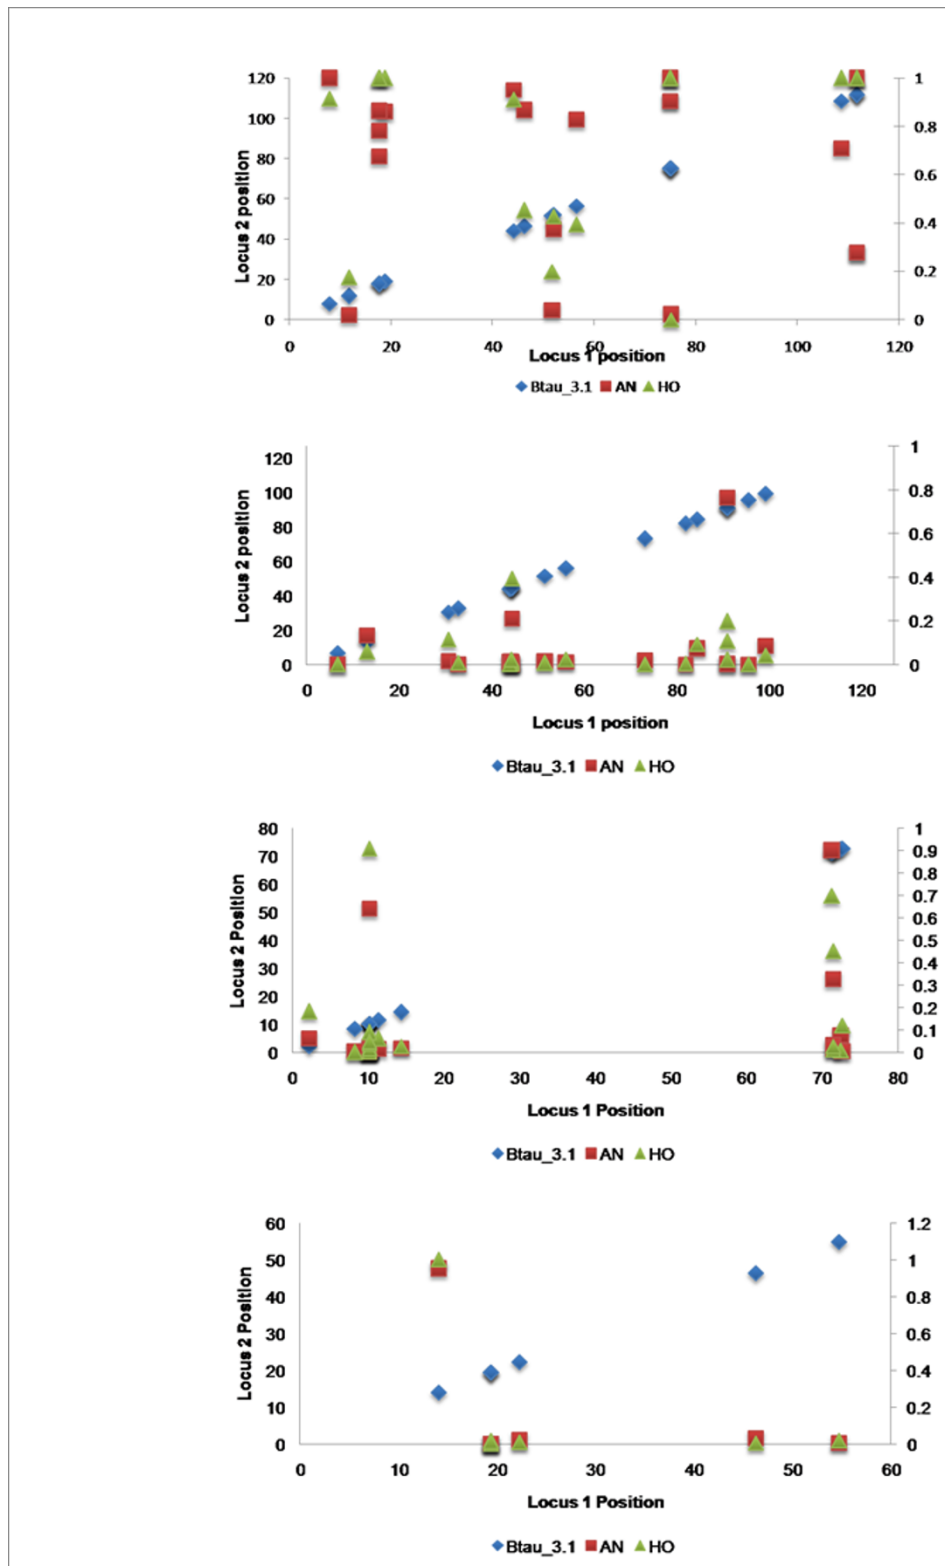 120 1
100 0.8
80 0.6
60
40 0.4
20 0.2
0 0
0 20 40 60 80 100 120
Locus 2 position
Locus 1 position
Btau_3.1 AN HO
120 1
100 0.8
80 0.6
60
40 0.4
20 0.2
0 0
0 20 40 60 80 100 120
Locus 2 position
Locus 1 position
Btau_3.1 AN HO
80 1
70 0.9
60 0.8
50 0.7
40 0.6
30 0.5
20 0.4
10 0.3
0 0.2
0.1
0
0 10 20 30 40 50 60 70 80
Locus 2 Position
Locus 1 Position
Btau_3.1 AN HO
60 1.2
50 1
40 0.8
30 0.6
20 0.4
10 0.2
0 0
0 10 20 30 40 50 60
Locus 2 Position
Locus 1 Position
Btau_3.1 AN HO